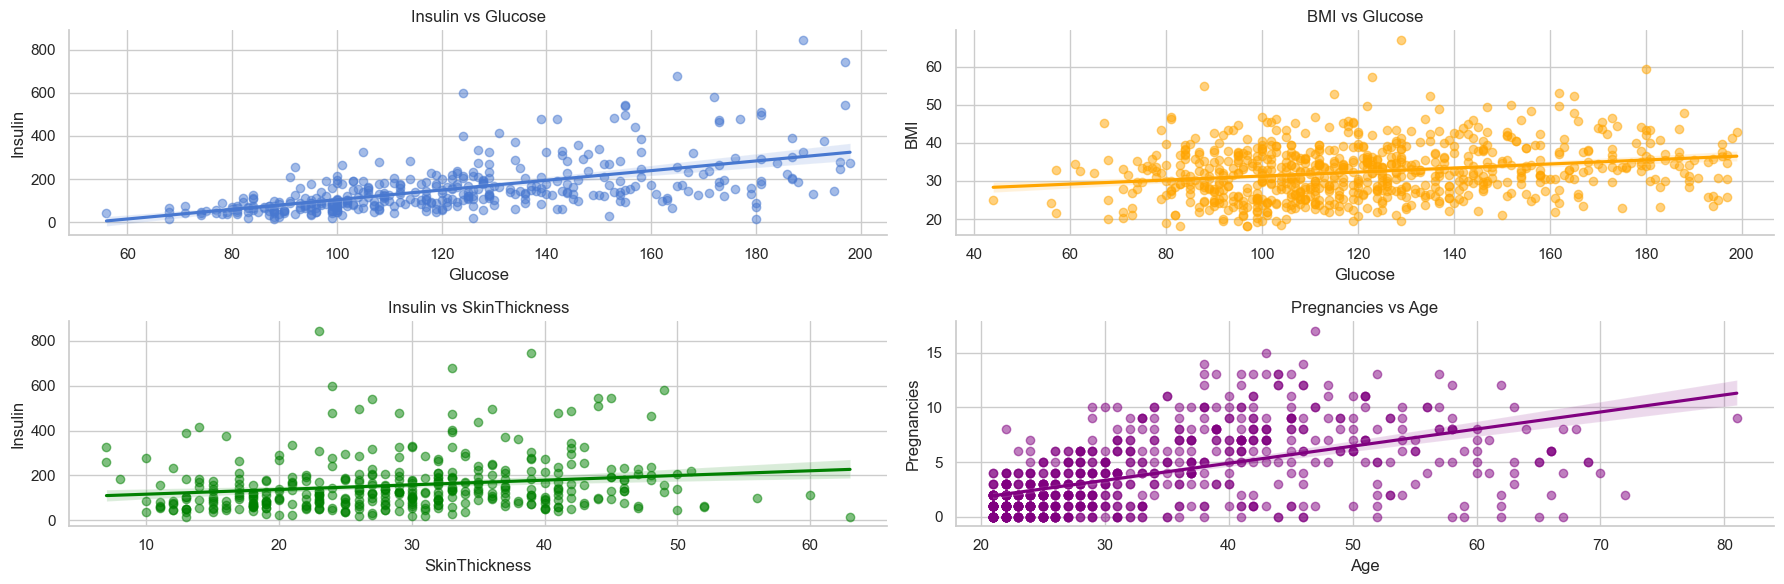 Insulin vs Glucose
800
600
400
200
0
Insulin
60 80 100 120 140 160 180 200
Glucose
BMI vs Glucose
60
50
40
30
20
BMI
40 60 80 100 120 140 160 180 200
Glucose
Insulin vs SkinThickness
800
600
400
200
0
Insulin
10 20 30 40 50 60
SkinThickness
Pregnancies vs Age
15
10
5
0
Pregnancies
20 30 40 50 60 70 80
Age